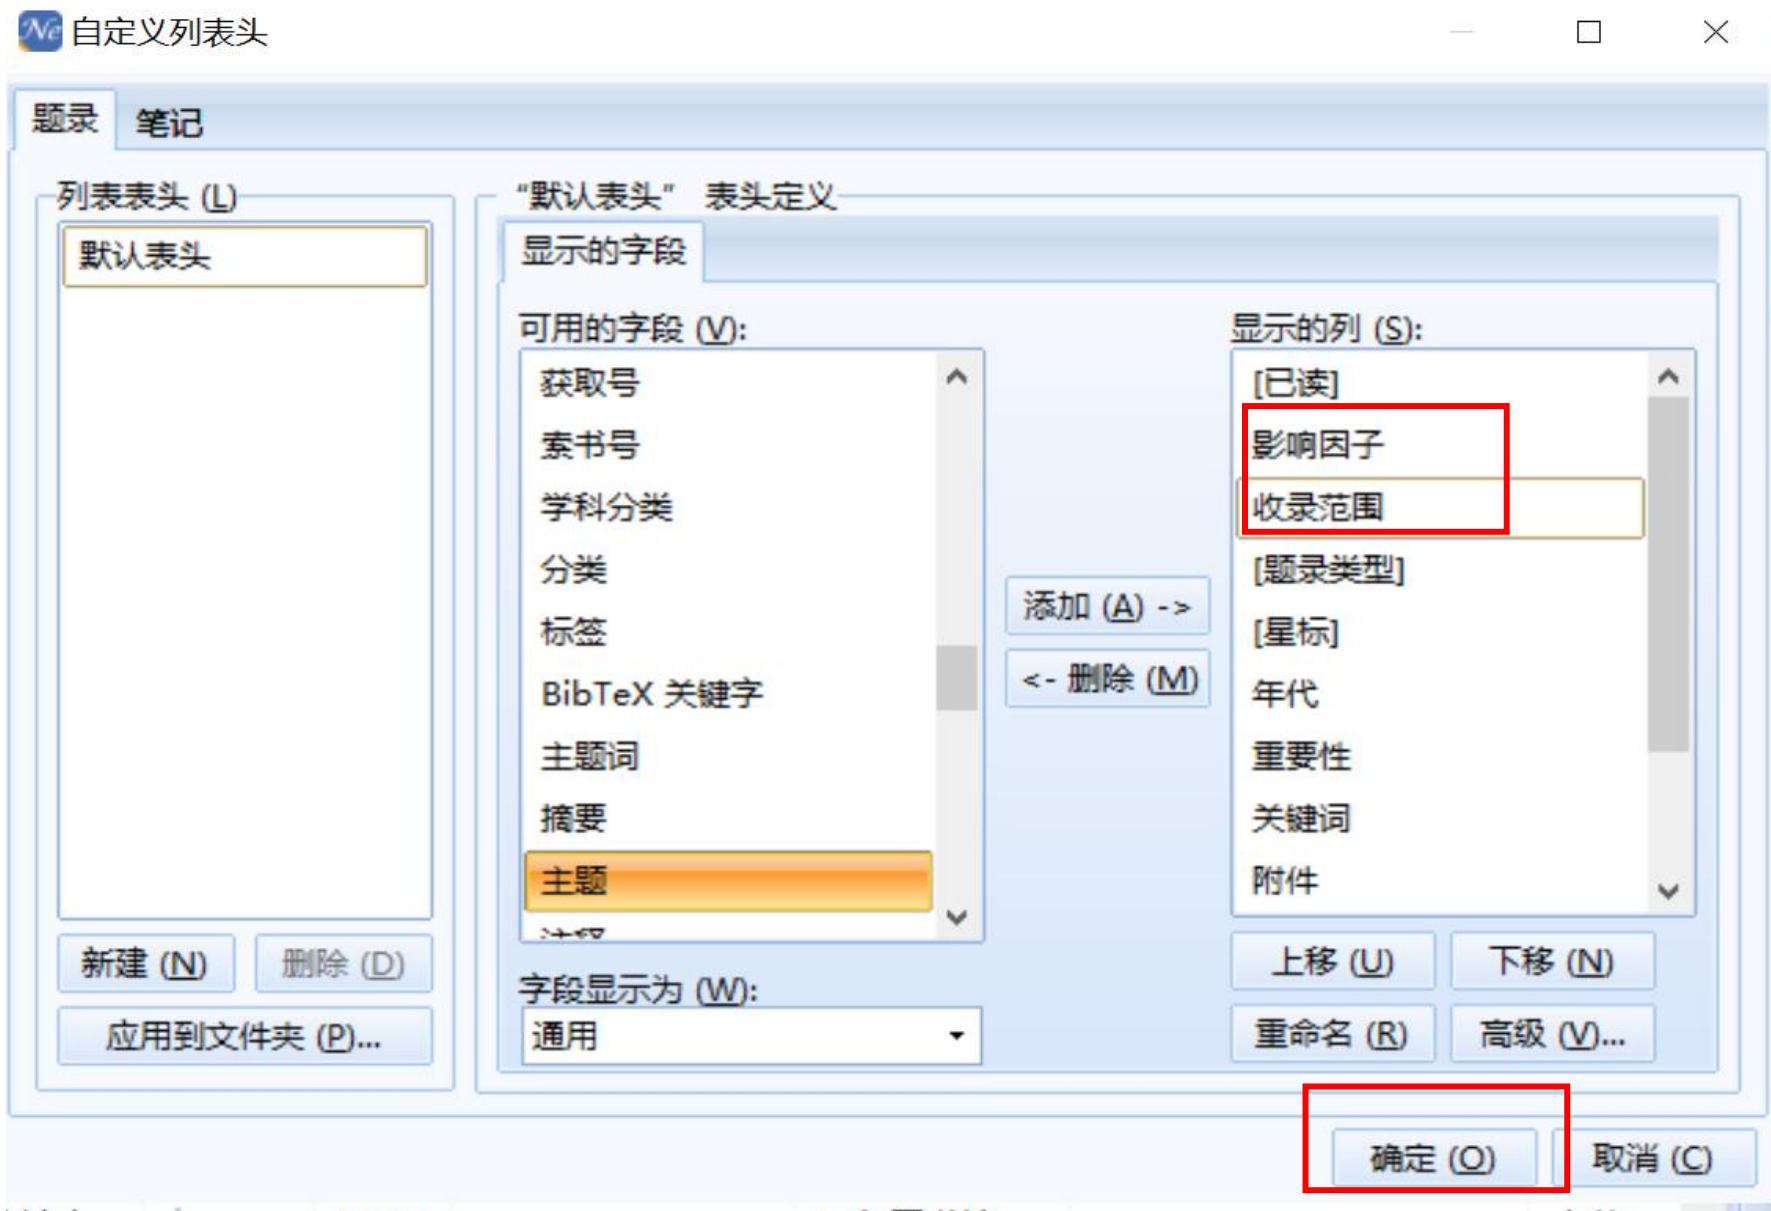 Ne 自定义列表头
题录 笔记
列表表头 (L)
默认表头
新建 (N) 删除 (D)
应用到文件夹 (P)...
“默认表头” 表头定义
显示的字段
可用的字段 (V):
获取号
索书号
学科分类
分类
标签
BibTeX 关键字
主题词
摘要
主题
注释
字段显示为 (W):
通用
添加 (A) ->
<- 删除 (M)
显示的列 (S):
[已读]
影响因子
收录范围
[题录类型]
[星标]
年代
重要性
关键词
附件
上移 (U) 下移 (N)
重命名 (R) 高级 (V)...
确定 (O) 取消 (C)